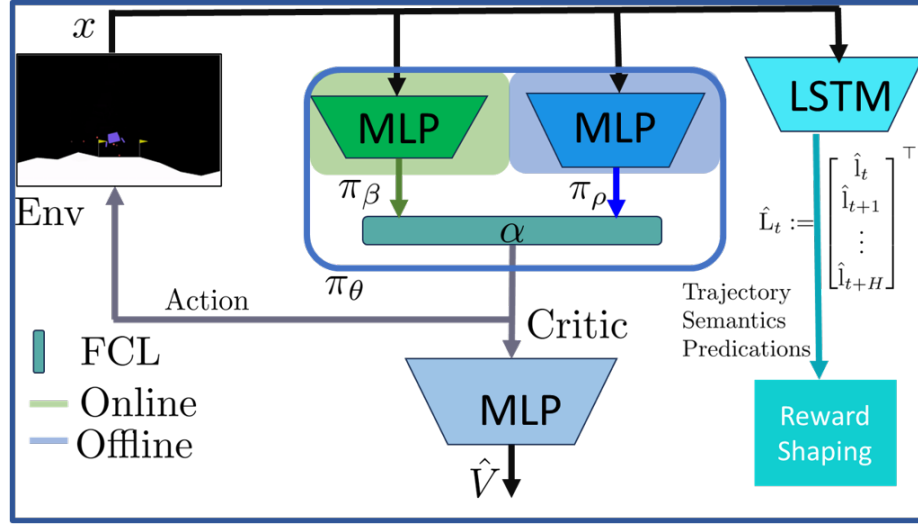 x
Env
MLP
MLP
LSTM
π_β
π_ρ
α
π_θ
L̂_t := [l̂_t
l̂_{t+1}
⋮
l̂_{t+H}]^⊤
Action
Critic
Trajectory
Semantics
Predications
FCL
Online
Offline
MLP
V̂
Reward
Shaping